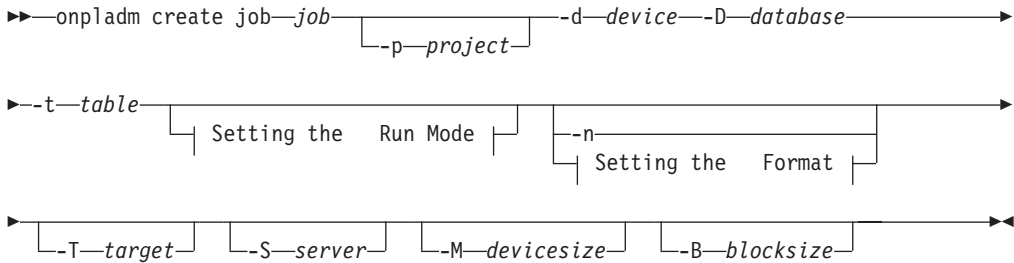 onpladm create job job -p project -d device -D database
-t table Setting the Run Mode -n Setting the Format
-T target -S server -M devicesize -B blocksize